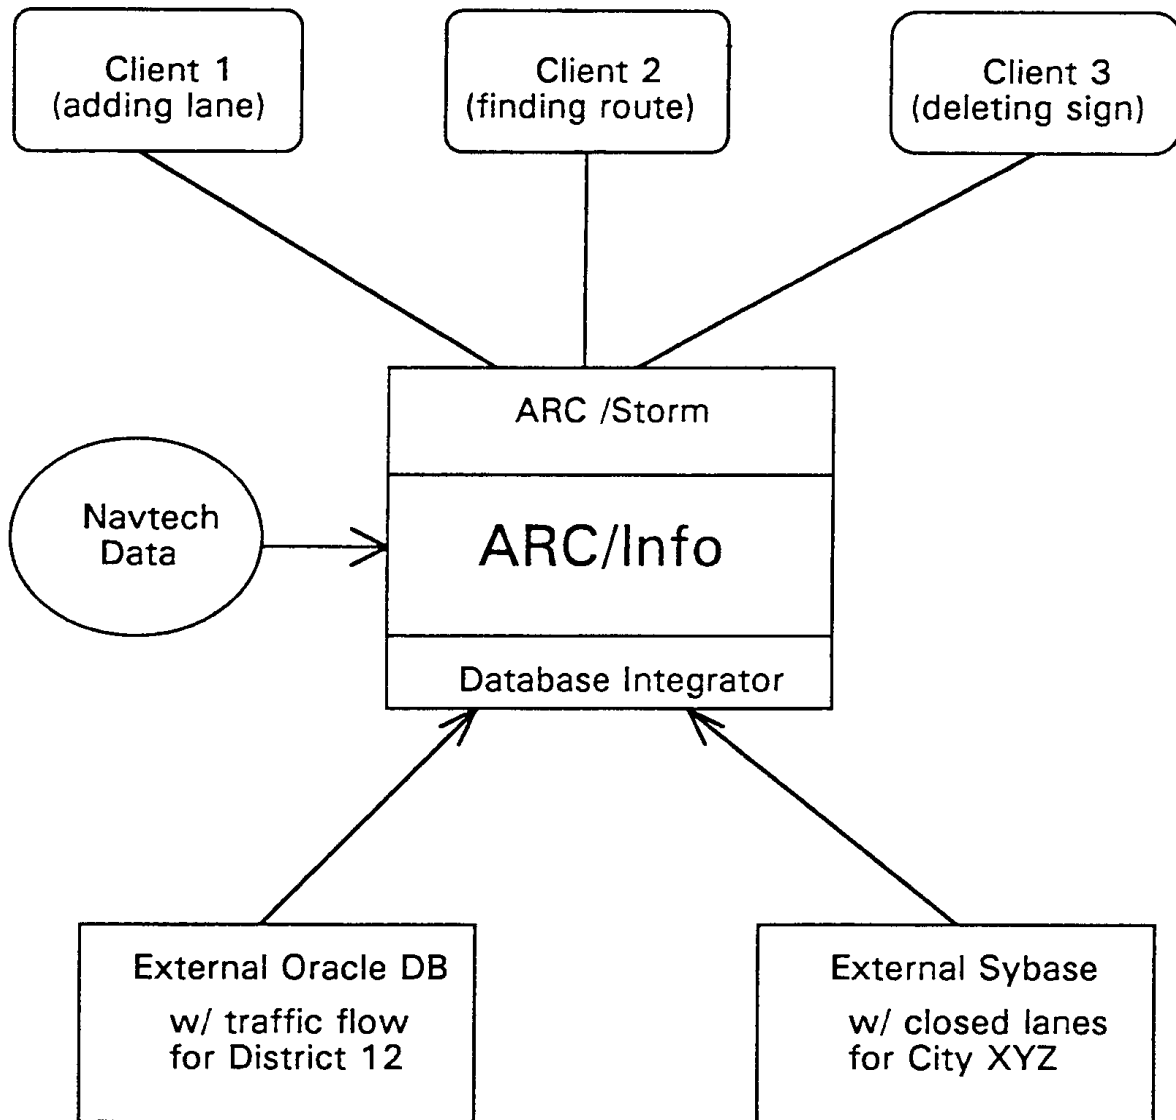 Client 1
(adding lane)
Client 2
(finding route)
Client 3
(deleting sign)
ARC /Storm
Navtech
Data
ARC/Info
Database Integrator
External Oracle DB
w/ traffic flow
for District 12
External Sybase
w/ closed lanes
for City XYZ